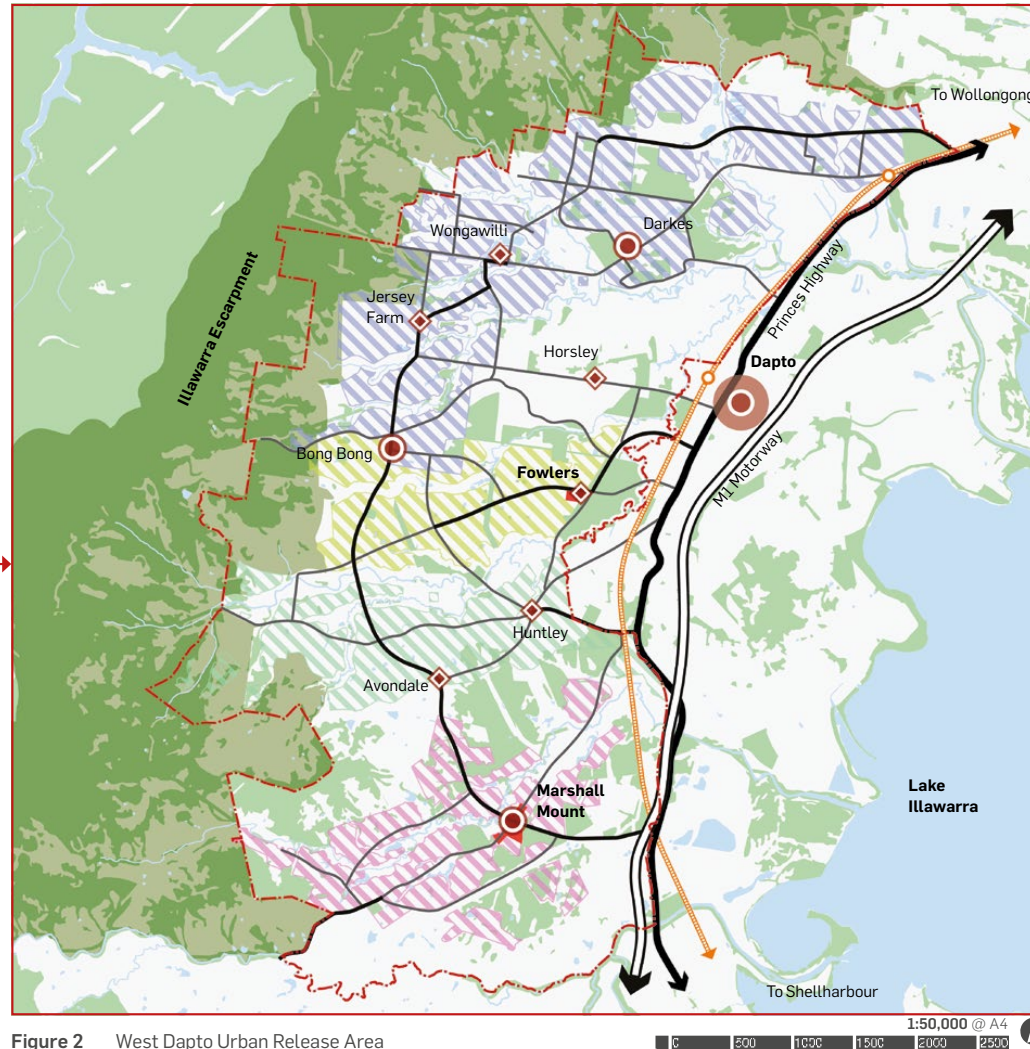 To Wollongong
Darkes
Wongawilli
Illawarra Escarpment
Princes Highway
Jersey
Farm
Horsley
Dapto
Bong Bong
M1 Motorway
Fowlers
Huntley
Avondale
Marshall
Mount
Lake
Illawarra
To Shellharbour
1:50,000 @ A4
Figure 2 West Dapto Urban Release Area
0 500 1000 1500 2000 2500